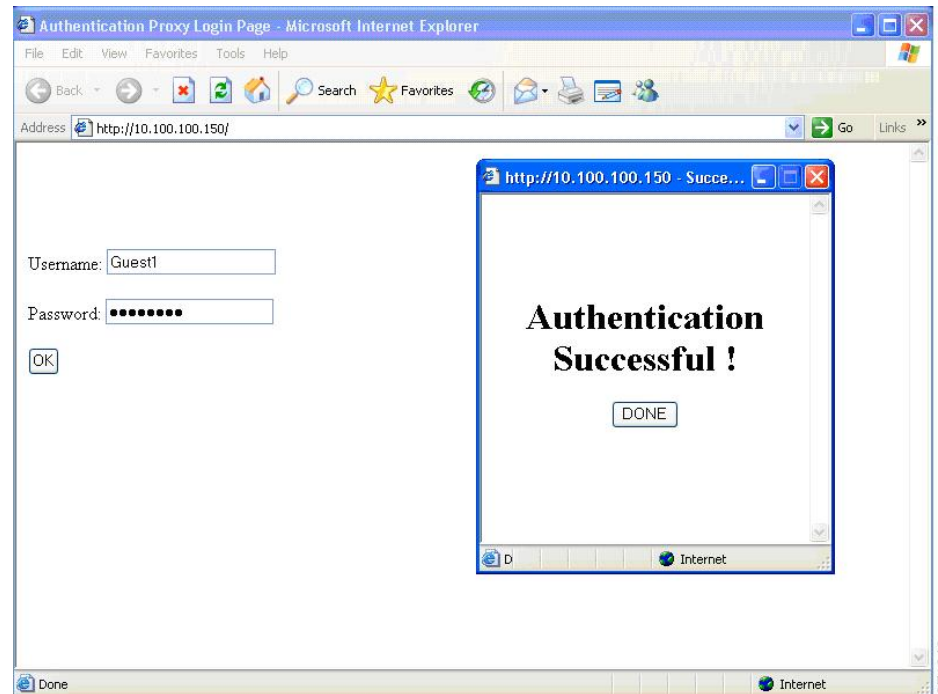 Authentication Proxy Login Page - Microsoft Internet Explorer
File Edit View Favorites Tools Help
Back Search Favorites
Address http://10.100.100.150/ Go Links »
http://10.100.100.150 - Succe...
Username: Guest1
Password: ●●●●●●●●
OK
Authentication
Successful !
DONE
D Internet
Done Internet